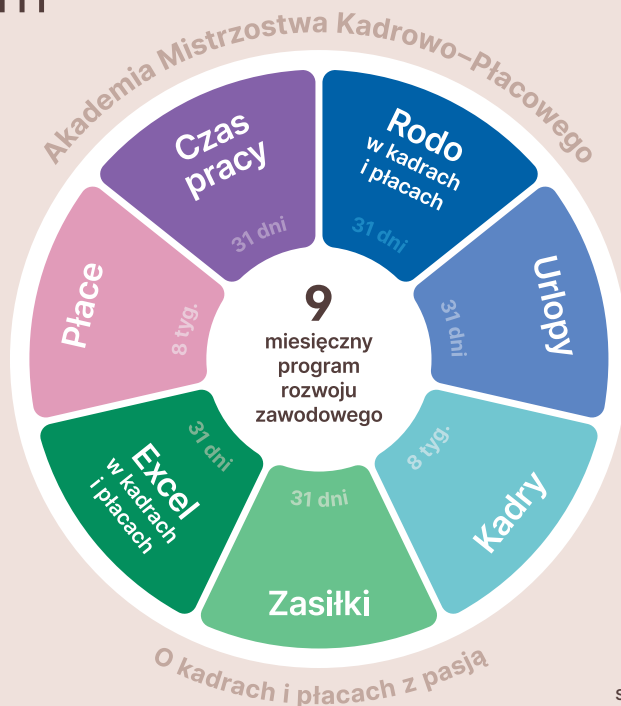 Akademia Mistrzostwa Kadrowo–Płacowego
Czas
pracy
31 dni
Rodo
w kadrach
i płacach
31 dni
Urlopy
31 dni
Kadry
8 tyg.
Zasiłki
31 dni
Excel
w kadrach
i płacach
31 dni
Płace
8 tyg.
9
miesięczny
program
rozwoju
zawodowego
O kadrach i płacach z pasją